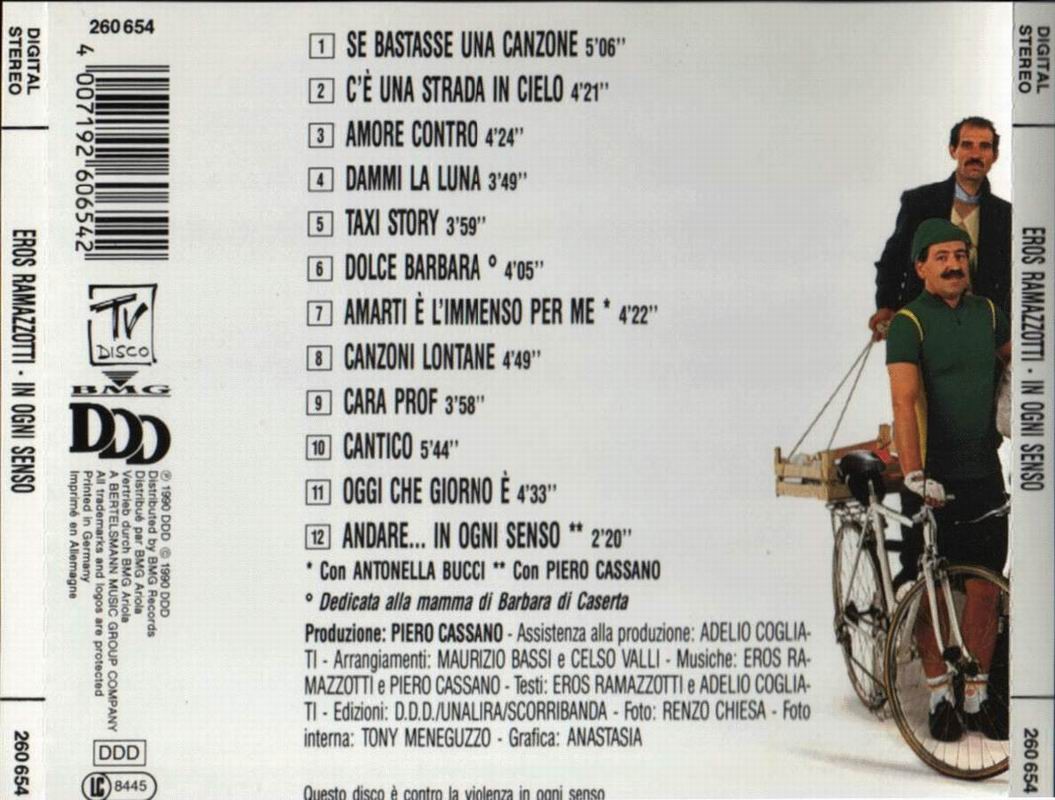 DIGITAL
STEREO
EROS RAMAZZOTTI - IN OGNI SENSO
260 654
260 654
4 007192 606542
TV
DISCO
BMG
DDD
℗ 1990 DDD © 1990 DDD
Distributed by BMG Records
Distribué par BMG Ariola
Vertrieb durch BMG Ariola
A BERTELSMANN MUSIC GROUP COMPANY
All trademarks and logos are protected
Printed in Germany
Imprimé en Allemagne
DDD
LC 8445
1 SE BASTASSE UNA CANZONE 5'06''
2 C'È UNA STRADA IN CIELO 4'21''
3 AMORE CONTRO 4'24''
4 DAMMI LA LUNA 3'49''
5 TAXI STORY 3'59''
6 DOLCE BARBARA ° 4'05''
7 AMARTI È L'IMMENSO PER ME * 4'22''
8 CANZONI LONTANE 4'49''
9 CARA PROF 3'58''
10 CANTICO 5'44''
11 OGGI CHE GIORNO È 4'33''
12 ANDARE... IN OGNI SENSO ** 2'20''
* Con ANTONELLA BUCCI ** Con PIERO CASSANO
° Dedicata alla mamma di Barbara di Caserta
Produzione: PIERO CASSANO - Assistenza alla produzione: ADELIO COGLIA-
TI - Arrangiamenti: MAURIZIO BASSI e CELSO VALLI - Musiche: EROS RA-
MAZZOTTI e PIERO CASSANO - Testi: EROS RAMAZZOTTI e ADELIO COGLIA-
TI - Edizioni: D.D.D./UNALIRA/SCORRIBANDA - Foto: RENZO CHIESA - Foto
interna: TONY MENEGUZZO - Grafica: ANASTASIA
Questo disco è contro la violenza in ogni senso
DIGITAL
STEREO
EROS RAMAZZOTTI - IN OGNI SENSO
260 654